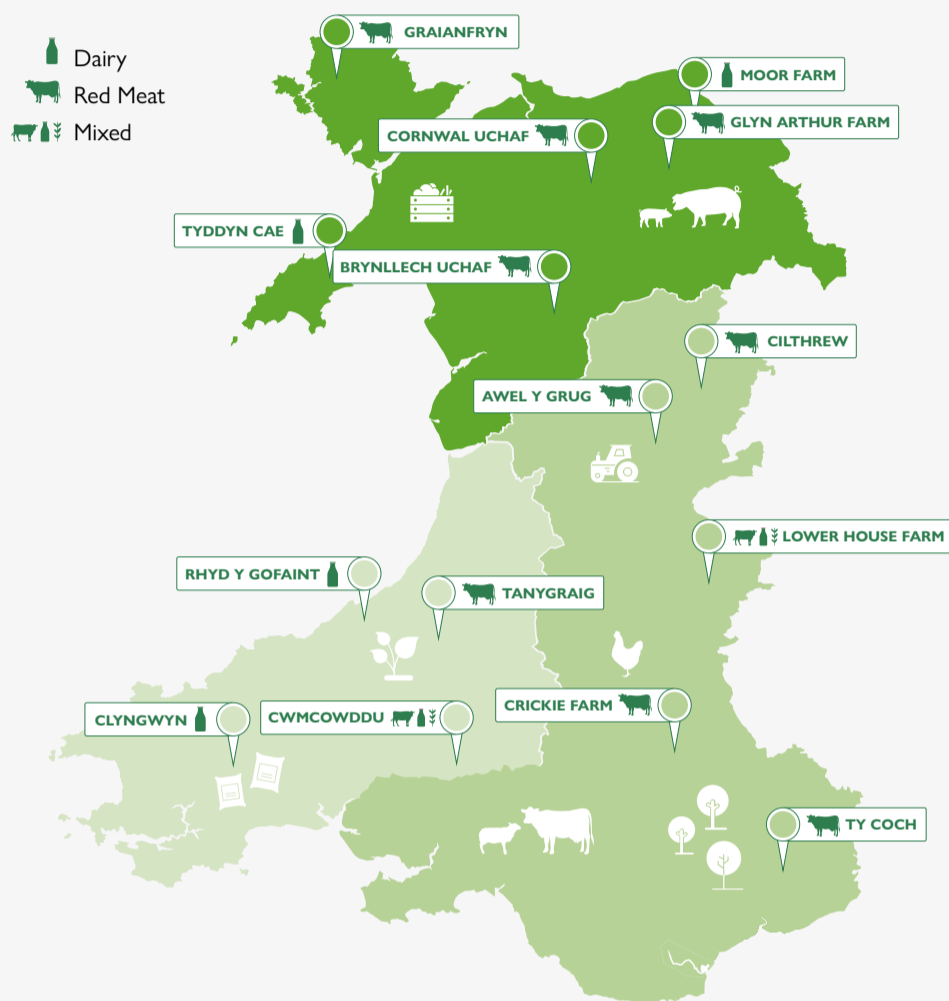 Dairy
Red Meat
Mixed
GRAIANFRYN
MOOR FARM
GLYN ARTHUR FARM
CORNWAL UCHAF
TYDDYN CAE
BRYNLLECH UCHAF
CILTHREW
AWEL Y GRUG
LOWER HOUSE FARM
RHYD Y GOFAINT
TANYGRAIG
CLYNGWYN
CWMCOWDDU
CRICKIE FARM
TY COCH